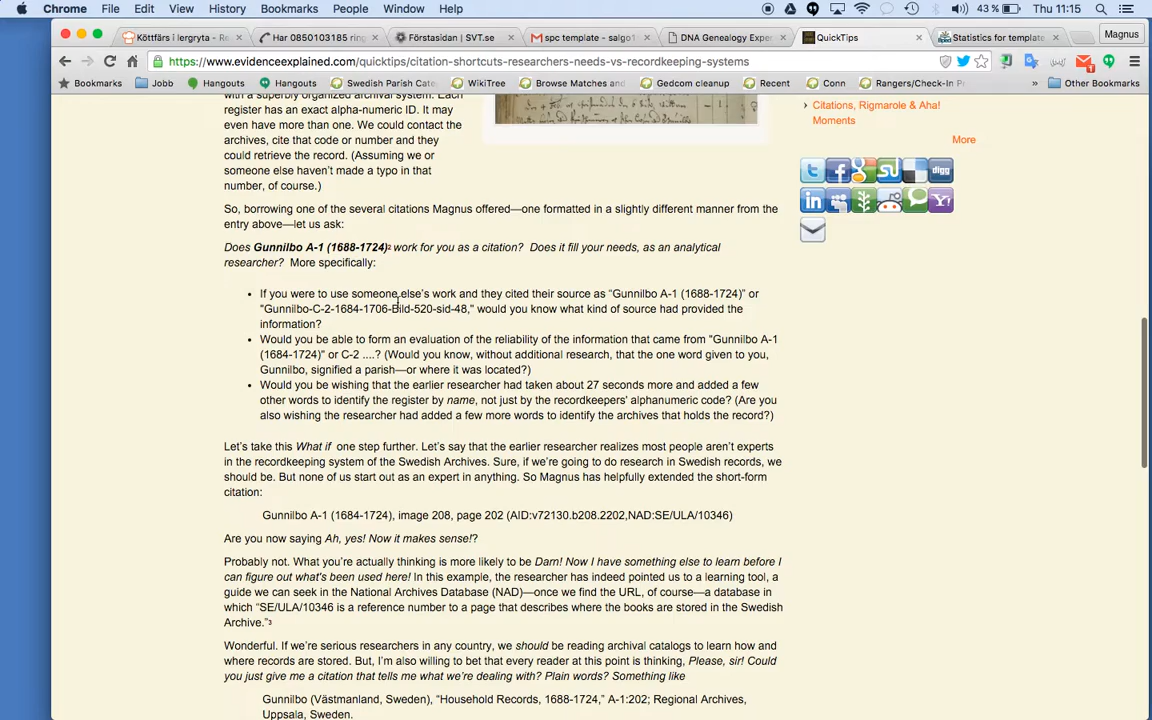 Chrome File Edit View History Bookmarks People Window Help 43 % Thu 11:15
Köttfärs i lergryta - Re Har 0850103185 ring Förstasidan | SVT.se spc template - salgo1 DNA Genealogy Expe QuickTips Statistics for template Magnus
https://www.evidenceexplained.com/quicktips/citation-shortcuts-researchers-needs-vs-recordkeeping-systems
Bookmarks Jobb Hangouts Swedish Parish Cate WikiTree Browse Matches and Gedcom cleanup Recent Conn Rangers/Check-In P Other Bookmarks
with a superbly organized archival system. Each
register has an exact alpha-numeric ID. It may
even have more than one. We could contact the
archives, cite that code or number and they
could retrieve the record. (Assuming we or
someone else haven't made a typo in that
number, of course.)
So, borrowing one of the several citations Magnus offered—one formatted in a slightly different manner from the
entry above—let us ask:
Does Gunnilbo A-1 (1688-1724)² work for you as a citation? Does it fill your needs, as an analytical
researcher? More specifically:
• If you were to use someone else's work and they cited their source as "Gunnilbo A-1 (1688-1724)" or
"Gunnilbo-C-2-1684-1706-Bild-520-sid-48," would you know what kind of source had provided the
information?
• Would you be able to form an evaluation of the reliability of the information that came from "Gunnilbo A-1
(1684-1724)" or C-2 ....? (Would you know, without additional research, that the one word given to you,
Gunnilbo, signified a parish—or where it was located?)
• Would you be wishing that the earlier researcher had taken about 27 seconds more and added a few
other words to identify the register by name, not just by the recordkeepers' alphanumeric code? (Are you
also wishing the researcher had added a few more words to identify the archives that holds the record?)
Let's take this What if one step further. Let's say that the earlier researcher realizes most people aren't experts
in the recordkeeping system of the Swedish Archives. Sure, if we're going to do research in Swedish records, we
should be. But none of us start out as an expert in anything. So Magnus has helpfully extended the short-form
citation:
Gunnilbo A-1 (1684-1724), image 208, page 202 (AID:v72130.b208.2202,NAD:SE/ULA/10346)
Are you now saying Ah, yes! Now it makes sense!?
Probably not. What you're actually thinking is more likely to be Darn! Now I have something else to learn before I
can figure out what's been used here! In this example, the researcher has indeed pointed us to a learning tool, a
guide we can seek in the National Archives Database (NAD)—once we find the URL, of course—a database in
which "SE/ULA/10346 is a reference number to a page that describes where the books are stored in the Swedish
Archive."³
Wonderful. If we're serious researchers in any country, we should be reading archival catalogs to learn how and
where records are stored. But, I'm also willing to bet that every reader at this point is thinking, Please, sir! Could
you just give me a citation that tells me what we're dealing with? Plain words? Something like
Gunnilbo (Västmanland, Sweden), "Household Records, 1688-1724," A-1:202; Regional Archives,
Uppsala, Sweden.
Citations, Rigmarole & Aha!
Moments
More
digg